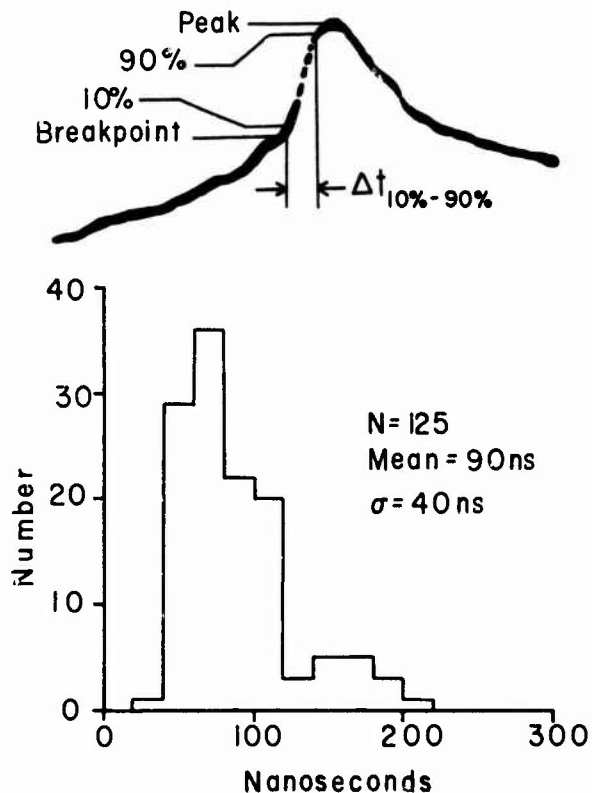 Peak
90%
10%
Breakpoint
Δt10%-90%
40
30
20
10
0
Number
N=125
Mean = 90ns
σ=40ns
0
100
200
300
Nanoseconds